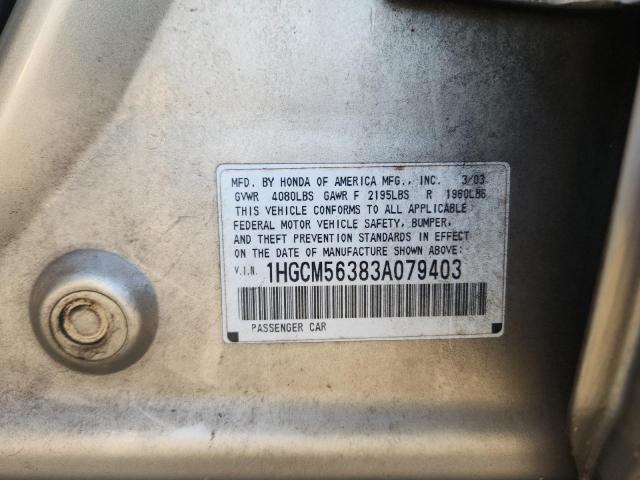 MFD. BY HONDA OF AMERICA MFG., INC. 3/03
GVWR 4080LBS GAWR F 2195LBS R 1960LBS
THIS VEHICLE CONFORMS TO ALL APPLICABLE
FEDERAL MOTOR VEHICLE SAFETY, BUMPER,
AND THEFT PREVENTION STANDARDS IN EFFECT
ON THE DATE OF MANUFACTURE SHOWN ABOVE:
V.I.N. 1HGCM56383A079403
PASSENGER CAR